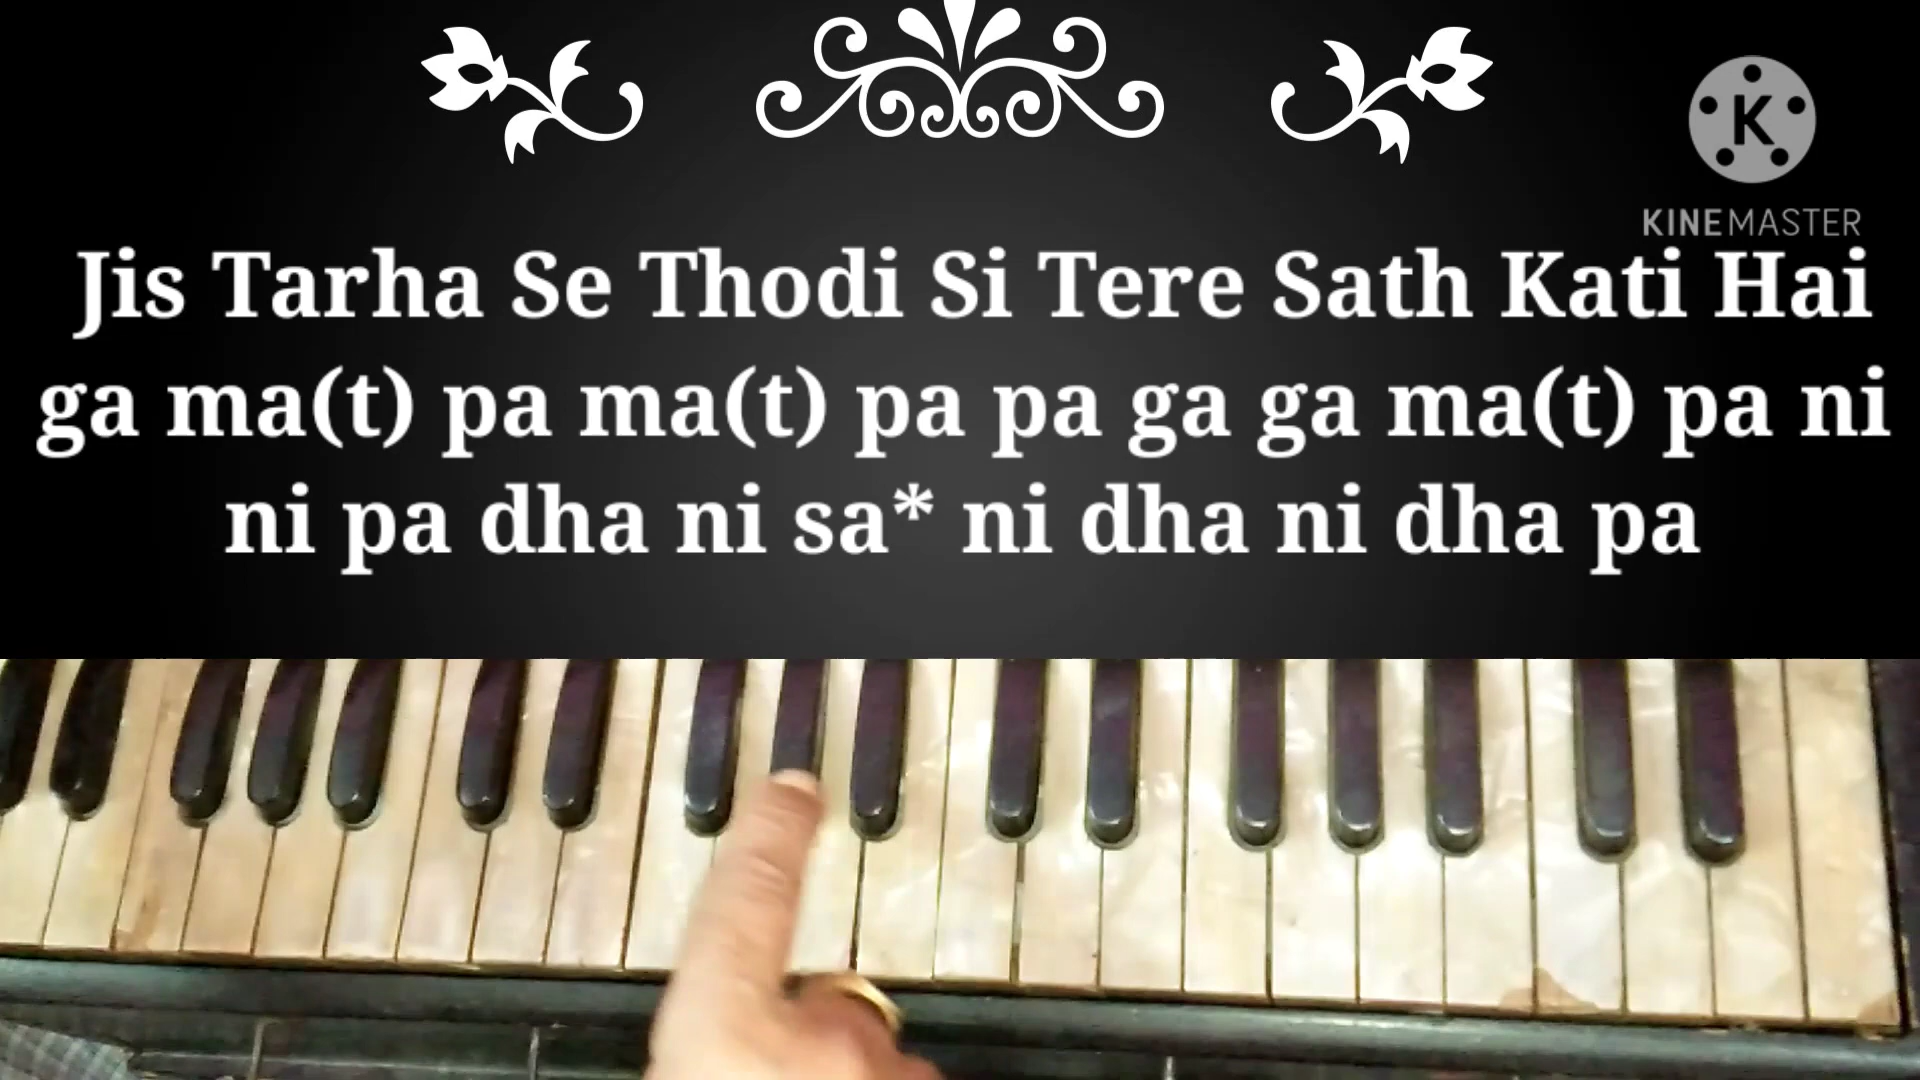 K
KINEMASTER
Jis Tarha Se Thodi Si Tere Sath Kati Hai
ga ma(t) pa ma(t) pa pa ga ga ma(t) pa ni
ni pa dha ni sa* ni dha ni dha pa